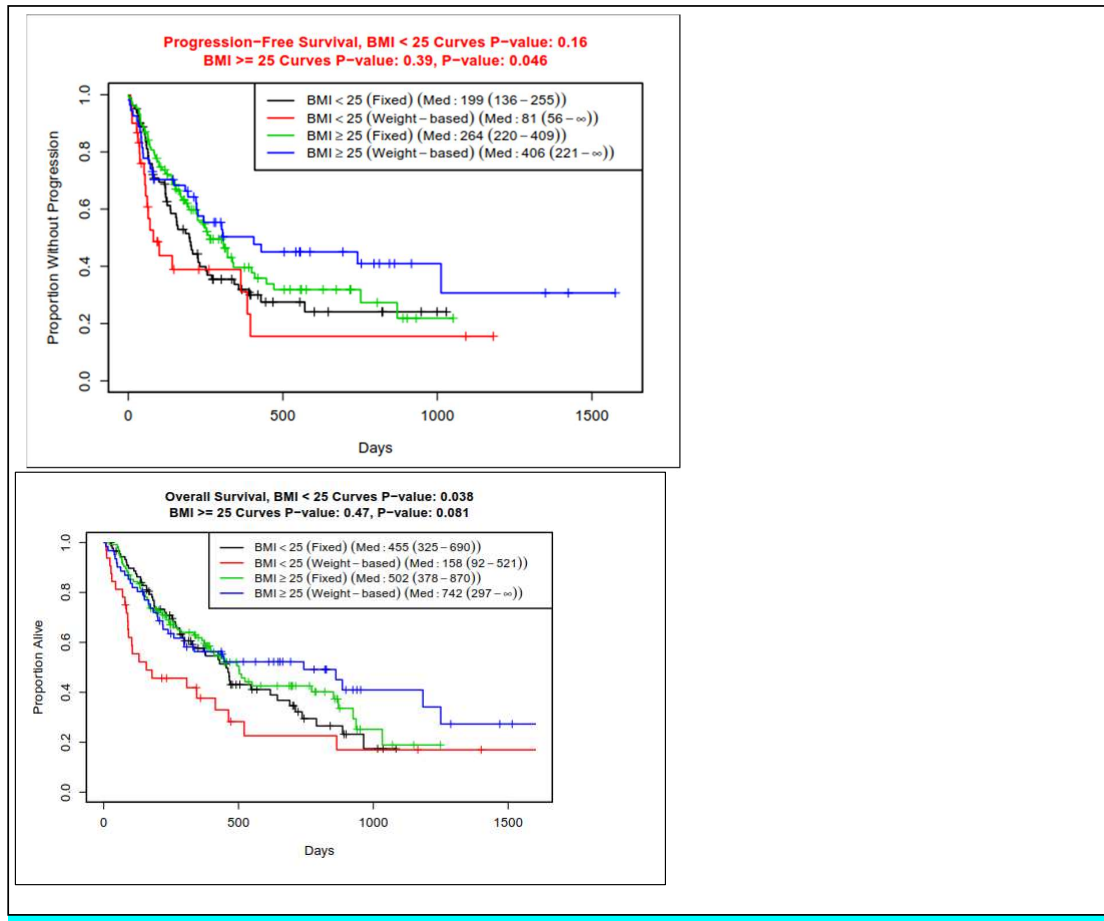 Progression−Free Survival, BMI < 25 Curves P−value: 0.16
BMI >= 25 Curves P−value: 0.39, P−value: 0.046
BMI < 25 (Fixed) (Med : 199 (136 − 255))
BMI < 25 (Weight − based) (Med : 81 (56 − ∞))
BMI ≥ 25 (Fixed) (Med : 264 (220 − 409))
BMI ≥ 25 (Weight − based) (Med : 406 (221 − ∞))
Proportion Without Progression
1.0
0.8
0.6
0.4
0.2
0.0
0 500 1000 1500
Days
Overall Survival, BMI < 25 Curves P−value: 0.038
BMI >= 25 Curves P−value: 0.47, P−value: 0.081
BMI < 25 (Fixed) (Med : 455 (325 − 690))
BMI < 25 (Weight − based) (Med : 158 (92 − 521))
BMI ≥ 25 (Fixed) (Med : 502 (378 − 870))
BMI ≥ 25 (Weight − based) (Med : 742 (297 − ∞))
Proportion Alive
1.0
0.8
0.6
0.4
0.2
0.0
0 500 1000 1500
Days